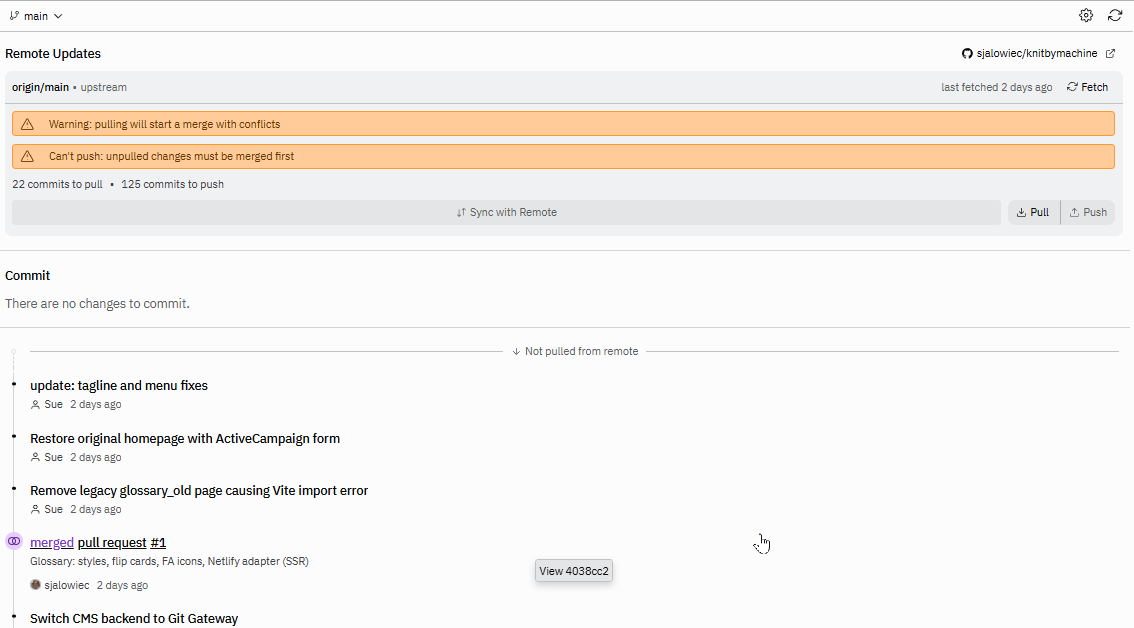 main
Remote Updates
sjalowiec/knitbymachine
origin/main • upstream
last fetched 2 days ago
Fetch
Warning: pulling will start a merge with conflicts
Can't push: unpulled changes must be merged first
22 commits to pull • 125 commits to push
Sync with Remote
Pull
Push
Commit
There are no changes to commit.
Not pulled from remote
update: tagline and menu fixes
Sue 2 days ago
Restore original homepage with ActiveCampaign form
Sue 2 days ago
Remove legacy glossary_old page causing Vite import error
Sue 2 days ago
merged pull request #1
Glossary: styles, flip cards, FA icons, Netlify adapter (SSR)
View 4038cc2
sjalowiec 2 days ago
Switch CMS backend to Git Gateway